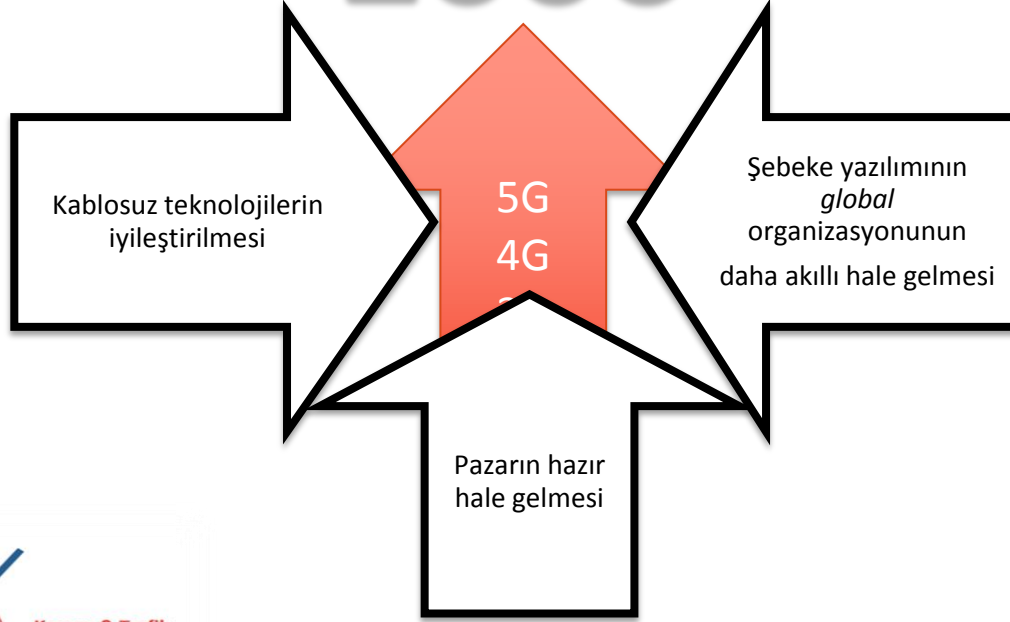 Kablosuz teknolojilerin
iyileştirilmesi
5G
4G
Şebeke yazılımının
global
organizasyonunun
daha akıllı hale gelmesi
Pazarın hazır
hale gelmesi